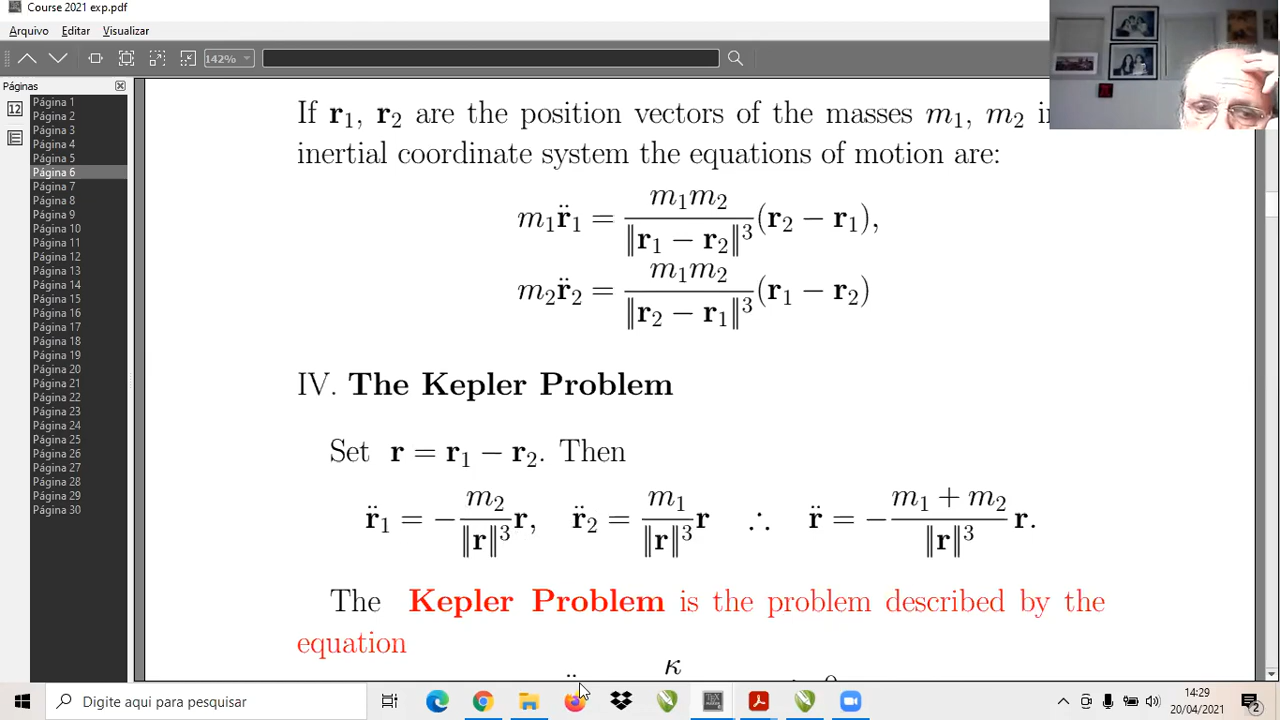 Course 2021 exp.pdf
Arquivo Editar Visualizar
142%
Páginas
Página 1
Página 2
Página 3
Página 4
Página 5
Página 6
Página 7
Página 8
Página 9
Página 10
Página 11
Página 12
Página 13
Página 14
Página 15
Página 16
Página 17
Página 18
Página 19
Página 20
Página 21
Página 22
Página 23
Página 24
Página 25
Página 26
Página 27
Página 28
Página 29
Página 30
12
If r₁, r₂ are the position vectors of the masses m₁, m₂ in
inertial coordinate system the equations of motion are:
m₁r̈₁ = m₁m₂ / ‖r₁ − r₂‖³ (r₂ − r₁),
m₂r̈₂ = m₁m₂ / ‖r₂ − r₁‖³ (r₁ − r₂)
IV. The Kepler Problem
Set r = r₁ − r₂. Then
r̈₁ = − m₂ / ‖r‖³ r, r̈₂ = m₁ / ‖r‖³ r ∴ r̈ = − m₁ + m₂ / ‖r‖³ r.
The Kepler Problem is the problem described by the
equation
κ
Digite aqui para pesquisar
14:29
20/04/2021
2